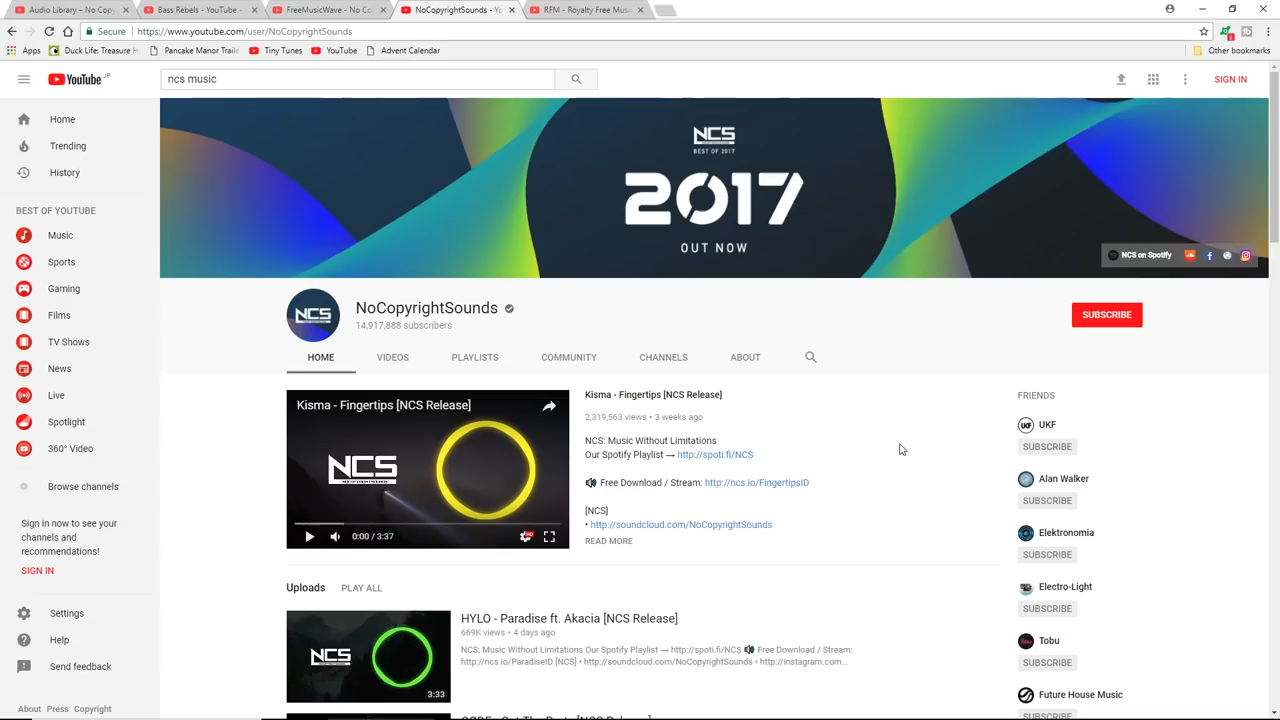 Audio Library – No Copy
Bass Rebels - YouTube -
FreeMusicWave - No Co
NoCopyrightSounds - Yo
RFM - Royalty Free Mus
Secure
https://www.youtube.com/user/NoCopyrightSounds
Apps
Duck Life: Treasure H
Pancake Manor Traile
Tiny Tunes
YouTube
Advent Calendar
Other bookmarks
YouTube JP
ncs music
SIGN IN
Home
Trending
History
BEST OF YOUTUBE
Music
Sports
Gaming
Films
TV Shows
News
Live
Spotlight
360° Video
Browse channels
Sign in now to see your
channels and
recommendations!
SIGN IN
Settings
Help
Send feedback
About Press Copyright
NCS
BEST OF 2017
2017
OUT NOW
NCS on Spotify
NCS
NoCopyrightSounds
14,917,888 subscribers
SUBSCRIBE
HOME
VIDEOS
PLAYLISTS
COMMUNITY
CHANNELS
ABOUT
Kisma - Fingertips [NCS Release]
NCS
0:00 / 3:37
Kisma - Fingertips [NCS Release]
2,319,563 views • 3 weeks ago
NCS: Music Without Limitations
Our Spotify Playlist → http://spoti.fi/NCS
🔊 Free Download / Stream: http://ncs.io/FingertipsID
[NCS]
• http://soundcloud.com/NoCopyrightSounds
READ MORE
Uploads PLAY ALL
NCS
3:33
HYLO - Paradise ft. Akacia [NCS Release]
669K views • 4 days ago
NCS: Music Without Limitations Our Spotify Playlist → http://spoti.fi/NCS 🔊 Free Download / Stream:
http://ncs.io/ParadiseID [NCS] • http://soundcloud.com/NoCopyrightSounds • http://instagram.com...
FRIENDS
UKF
SUBSCRIBE
Alan Walker
SUBSCRIBE
Elektronomia
SUBSCRIBE
Electro-Light
SUBSCRIBE
Tobu
SUBSCRIBE
Future House Music
SUBSCRIBE